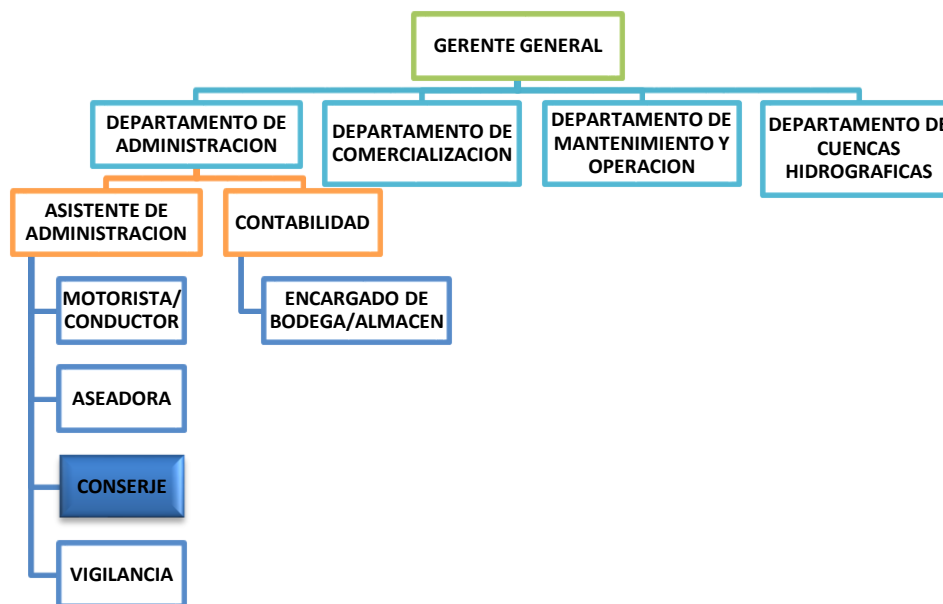 GERENTE GENERAL
DEPARTAMENTO DE
ADMINISTRACION
DEPARTAMENTO DE
COMERCIALIZACION
DEPARTAMENTO DE
MANTENIMIENTO Y
OPERACION
DEPARTAMENTO DE
CUENCAS
HIDROGRAFICAS
ASISTENTE DE
ADMINISTRACION
CONTABILIDAD
MOTORISTA/
CONDUCTOR
ENCARGADO DE
BODEGA/ALMACEN
ASEADORA
CONSERJE
VIGILANCIA